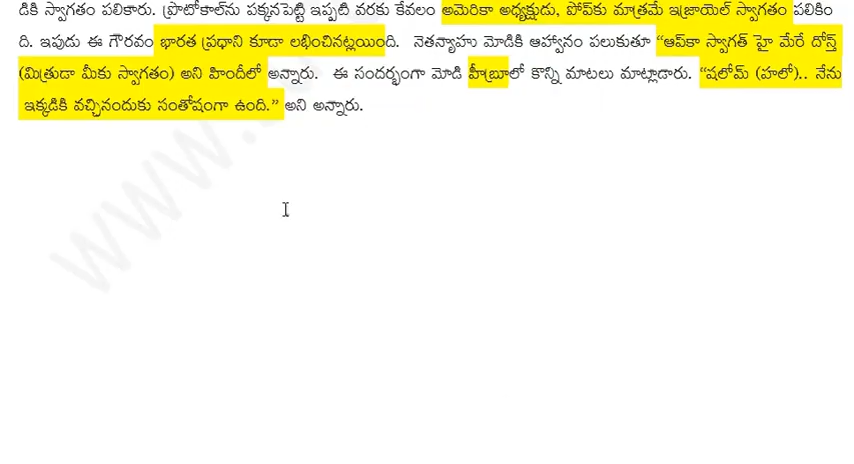 డికి స్వాగతం పలికారు. ప్రొటోకాల్‌ను పక్కనపెట్టి ఇప్పటి వరకు కేవలం అమెరికా అధ్యక్షుడు, పోప్‌కు మాత్రమే ఇజ్రాయెల్ స్వాగతం పలికిం
ది. ఇపుడు ఈ గౌరవం భారత ప్రధాని కూడా లభించినట్లయింది. నెతన్యాహు మోడికి ఆహ్వానం పలుకుతూ “ఆప్‌కా స్వాగత్ హై మేరే దోస్త్
(మిత్రుడా మీకు స్వాగతం) అని హిందీలో అన్నారు. ఈ సందర్భంగా మోడి హీబ్రూలో కొన్ని మాటలు మాట్లాడారు. “షలోమ్ (హలో).. నేను
ఇక్కడికి వచ్చినందుకు సంతోషంగా ఉంది.” అని అన్నారు.
www.